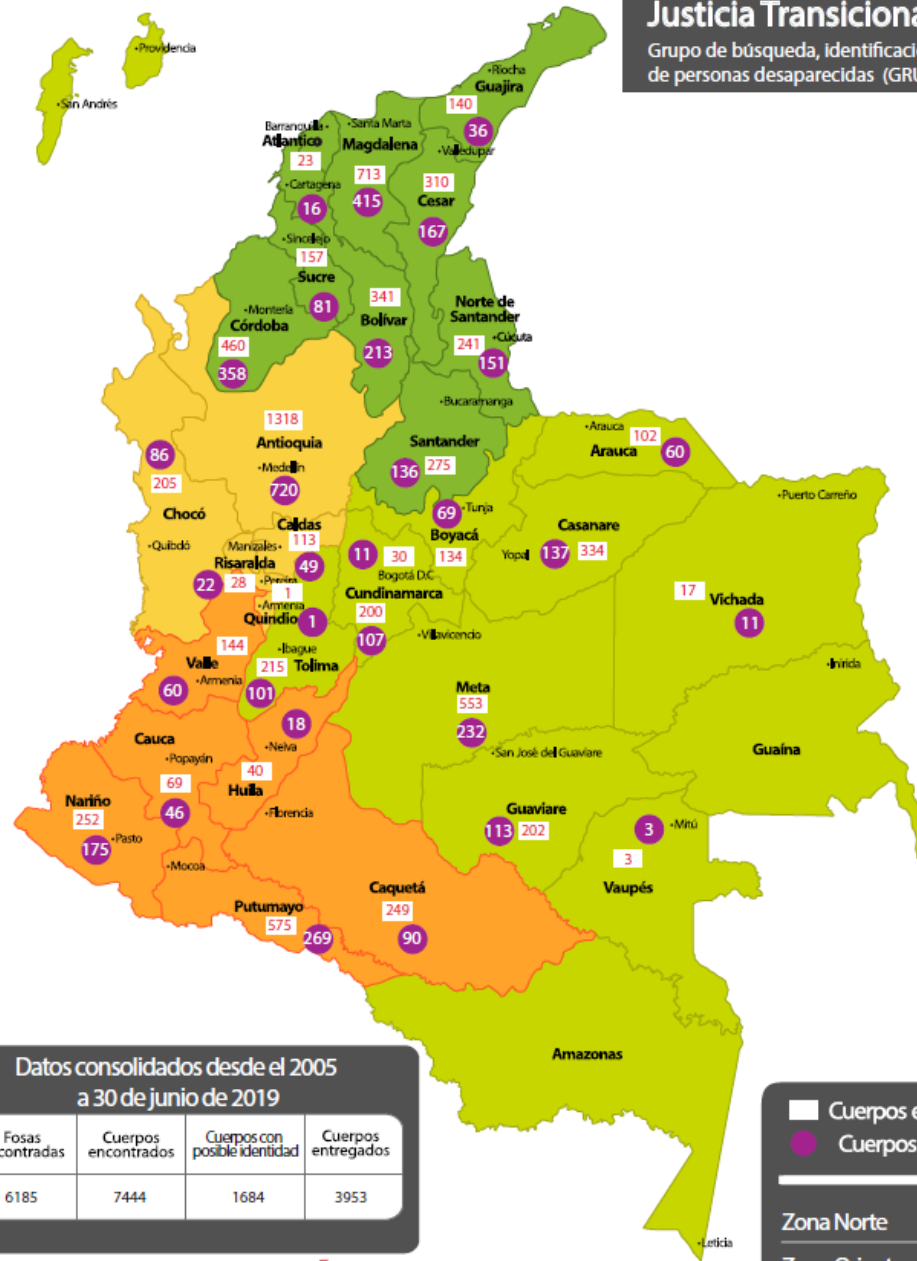 Justicia Transiciona
Grupo de búsqueda, identificaci
de personas desaparecidas (GRU
•Providencia
•San Andrés
•Riocha
Guajira
140
36
Barranquilla•
Atlantico
23
•Santa Marta
Magdalena
713
415
•Valledupar
310
Cesar
167
•Cartagena
16
•Sincelejo
157
Sucre
81
•Montería
Córdoba
460
358
341
Bolívar
213
Norte de
Santander
241
•Cúcuta
151
•Bucaramanga
Santander
136
275
1318
Antioquia
•Medellín
720
86
205
Chocó
•Quibdó
•Arauca
Arauca
102
60
•Puerto Carreño
69
•Tunja
Boyacá
134
Casanare
Yopal
137
334
Caldas
Manizales•
113
49
Risaralda
22
28
•Pereira
1
•Armenia
Quindio
1
11
30
Bogotá D.C
Cundinamarca
200
107
•Villavicencio
17
Vichada
11
•Inirida
Guaína
144
Valle
•Armenia
60
•Ibague
215
Tolima
101
Meta
553
232
•San José del Guaviare
18
•Neiva
40
Huila
Cauca
•Popayán
69
46
Nariño
252
175
•Pasto
•Florencia
•Mocoa
Guaviare
113
202
3
•Mitú
3
Vaupés
Caquetá
249
90
Putumayo
575
269
Amazonas
•Leticia
Datos consolidados desde el 2005
a 30 de junio de 2019
Fosas
contradas
Cuerpos
encontrados
Cuerpos con
posible identidad
Cuerpos
entregados
6185
7444
1684
3953
Cuerpos e
Cuerpos
Zona Norte